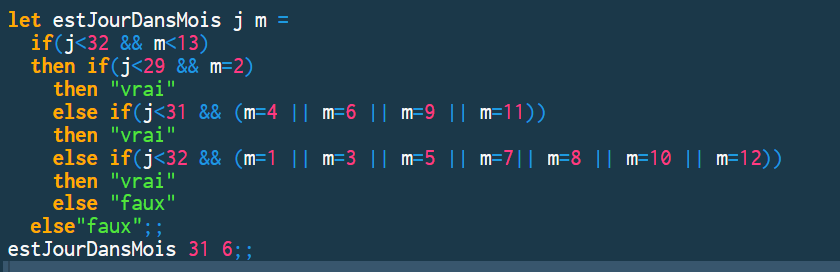 let estJourDansMois j m =
  if(j<32 && m<13)
  then if(j<29 && m=2)
    then "vrai"
    else if(j<31 && (m=4 || m=6 || m=9 || m=11))
    then "vrai"
    else if(j<32 && (m=1 || m=3 || m=5 || m=7|| m=8 || m=10 || m=12))
    then "vrai"
    else "faux"
  else"faux";;
estJourDansMois 31 6;;